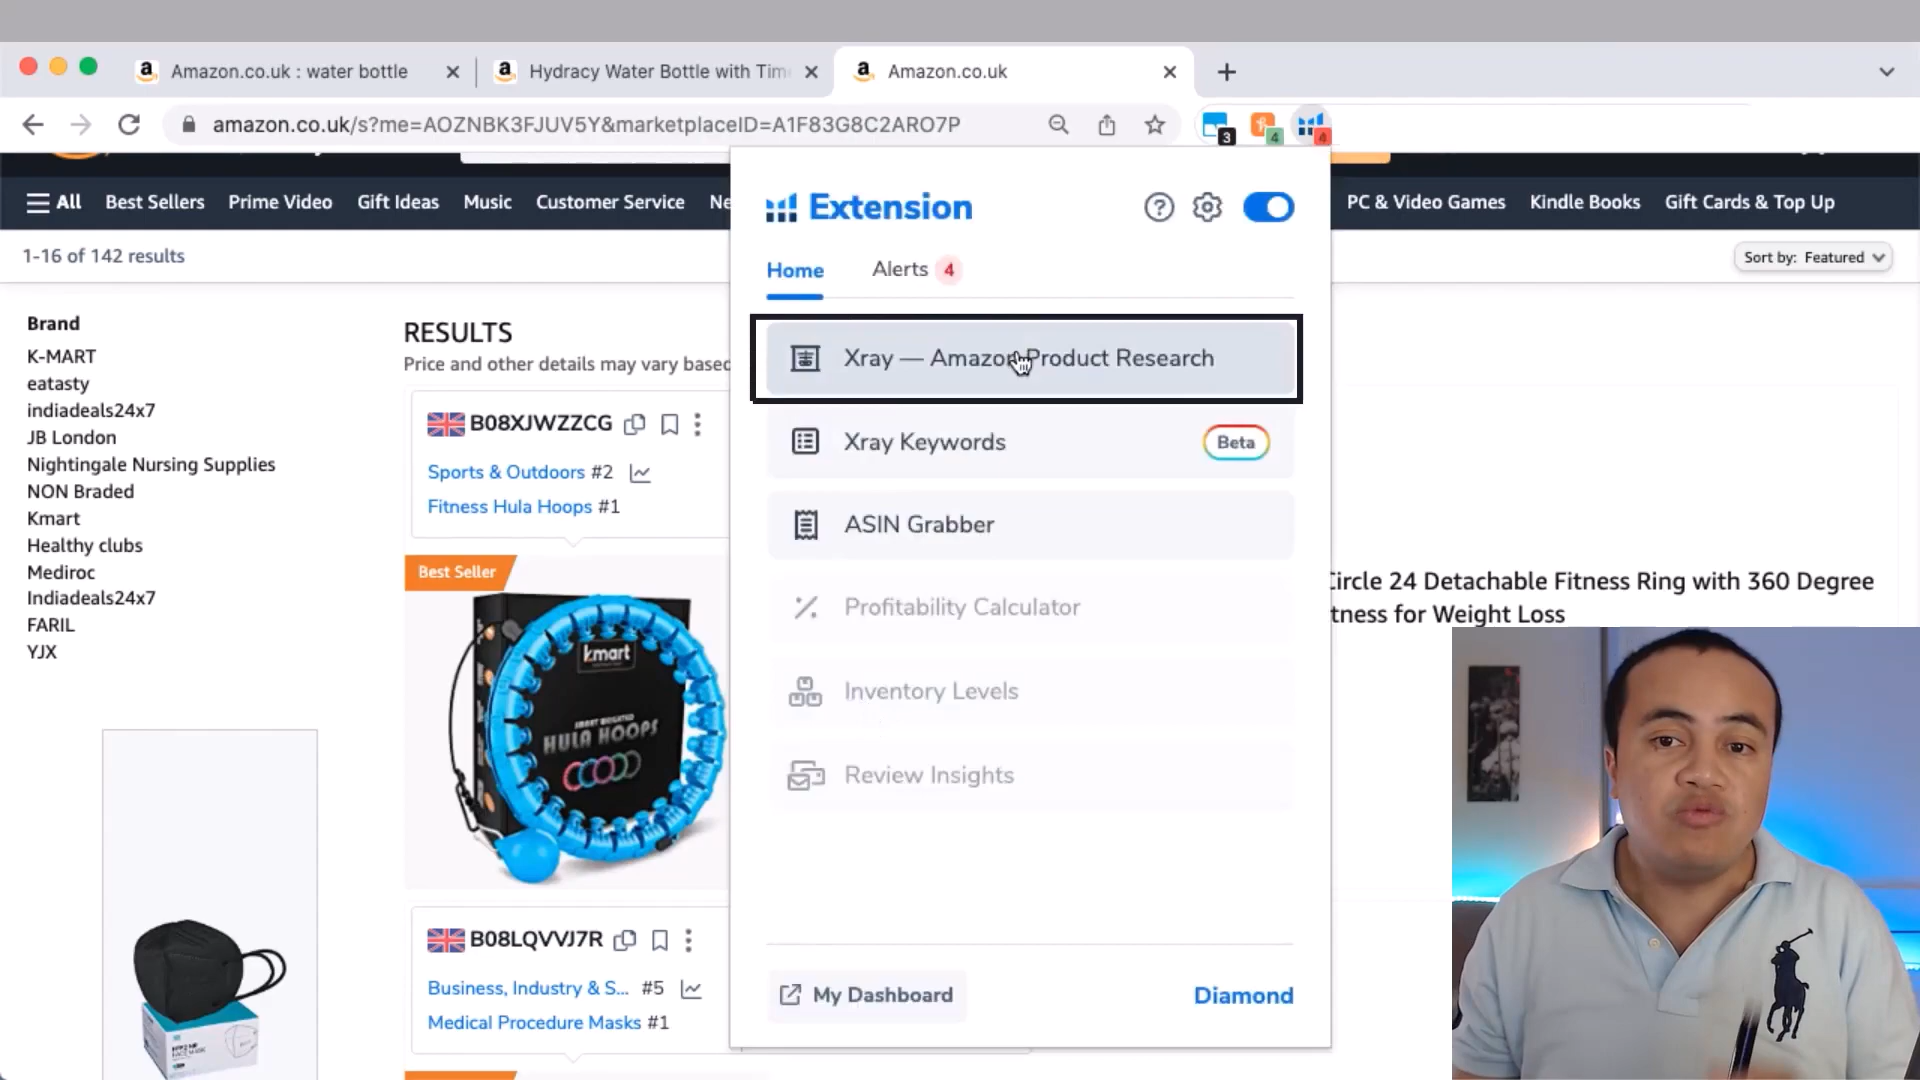 Amazon.co.uk : water bottle
Hydracy Water Bottle with Tim
Amazon.co.uk
amazon.co.uk/s?me=AOZNBK3FJUV5Y&marketplaceID=A1F83G8C2ARO7P
3
4
4
All
Best Sellers
Prime Video
Gift Ideas
Music
Customer Service
Ne
PC & Video Games
Kindle Books
Gift Cards & Top Up
1-16 of 142 results
Sort by: Featured
Extension
Home
Alerts 4
Xray — Amazon Product Research
Xray Keywords
Beta
ASIN Grabber
Profitability Calculator
Inventory Levels
Review Insights
My Dashboard
Diamond
Brand
K-MART
eatasty
indiadeals24x7
JB London
Nightingale Nursing Supplies
NON Braded
Kmart
Healthy clubs
Mediroc
Indiadeals24x7
FARIL
YJX
RESULTS
Price and other details may vary based
B08XJWZZCG
Sports & Outdoors #2
Fitness Hula Hoops #1
Best Seller
kmart
SMART WEIGHTED
HULA HOOPS
Circle 24 Detachable Fitness Ring with 360 Degree
tness for Weight Loss
B08LQVVJ7R
Business, Industry & S... #5
Medical Procedure Masks #1